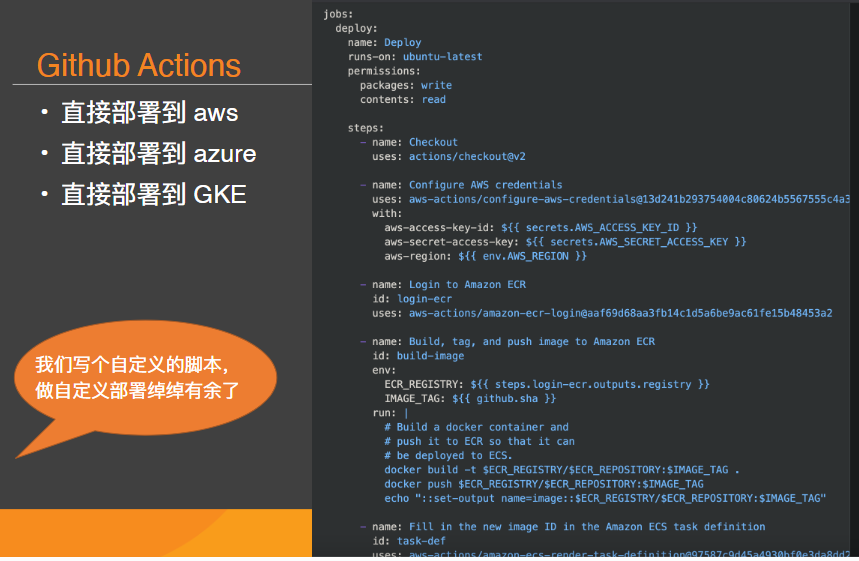 Github Actions
• 直接部署到 aws
• 直接部署到 azure
• 直接部署到 GKE
我们写个自定义的脚本,
做自定义部署绰绰有余了
jobs:
deploy:
name: Deploy
runs-on: ubuntu-latest
permissions:
packages: write
contents: read
steps:
- name: Checkout
uses: actions/checkout@v2
- name: Configure AWS credentials
uses: aws-actions/configure-aws-credentials@13d241b293754004c80624b5567555c4a3
with:
aws-access-key-id: ${{ secrets.AWS_ACCESS_KEY_ID }}
aws-secret-access-key: ${{ secrets.AWS_SECRET_ACCESS_KEY }}
aws-region: ${{ env.AWS_REGION }}
- name: Login to Amazon ECR
id: login-ecr
uses: aws-actions/amazon-ecr-login@aaf69d68aa3fb14c1d5a6be9ac61fe15b48453a2
- name: Build, tag, and push image to Amazon ECR
id: build-image
env:
ECR_REGISTRY: ${{ steps.login-ecr.outputs.registry }}
IMAGE_TAG: ${{ github.sha }}
run: |
# Build a docker container and
# push it to ECR so that it can
# be deployed to ECS.
docker build -t $ECR_REGISTRY/$ECR_REPOSITORY:$IMAGE_TAG .
docker push $ECR_REGISTRY/$ECR_REPOSITORY:$IMAGE_TAG
echo "::set-output name=image::$ECR_REGISTRY/$ECR_REPOSITORY:$IMAGE_TAG"
- name: Fill in the new image ID in the Amazon ECS task definition
id: task-def
uses: aws-actions/amazon-ecs-render-task-definition@97587c9d45a4930bf0e3da8dd2